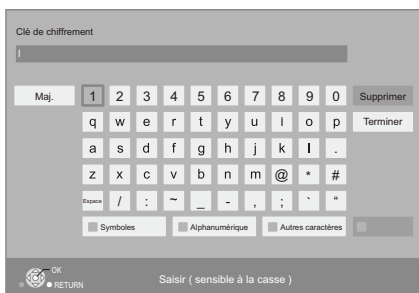 Clé de chiffrement
Maj. 1 2 3 4 5 6 7 8 9 0 Supprimer
q w e r t y u i o p Terminer
a s d f g h j k l .
z x c v b n m @ * #
Espace / : ~ _ - , ; ` “
Symboles Alphanumérique Autres caractères
OK
RETURN
Saisir ( sensible à la casse )